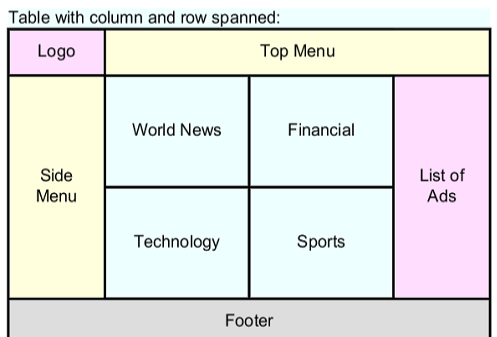 Table with column and row spanned:
Logo
Top Menu
Side
Menu
World News
Financial
List of
Ads
Technology
Sports
Footer